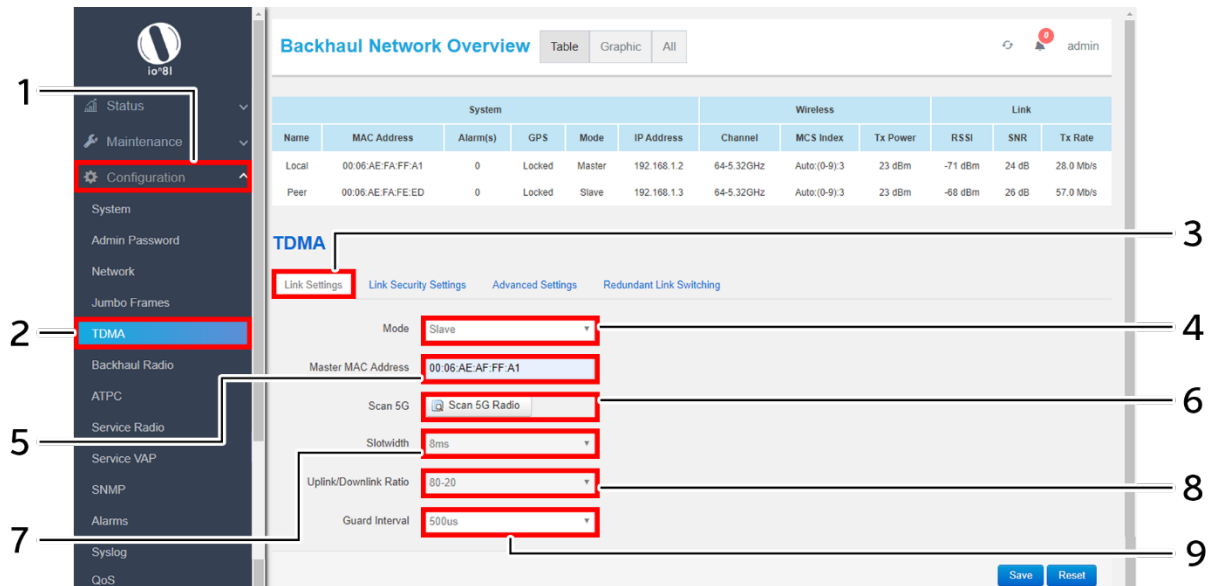 io"8I
Status
Maintenance
Configuration
System
Admin Password
Network
Jumbo Frames
TDMA
Backhaul Radio
ATPC
Service Radio
Service VAP
SNMP
Alarms
Syslog
QoS
Backhaul Network Overview Table Graphic All 0 admin
System Wireless Link
Name MAC Address Alarm(s) GPS Mode IP Address Channel MCS Index Tx Power RSSI SNR Tx Rate
Local 00:06:AE:FA:FF:A1 0 Locked Master 192.168.1.2 64-5.32GHz Auto:(0-9):3 23 dBm -71 dBm 24 dB 28.0 Mb/s
Peer 00:06:AE:FA:FE:ED 0 Locked Slave 192.168.1.3 64-5.32GHz Auto:(0-9):3 23 dBm -68 dBm 26 dB 57.0 Mb/s
TDMA
Link Settings Link Security Settings Advanced Settings Redundant Link Switching
Mode Slave
Master MAC Address 00:06:AE:AF:FF:A1
Scan 5G Scan 5G Radio
Slotwidth 8ms
Uplink/Downlink Ratio 80-20
Guard Interval 500us
Save Reset
1
2
3
4
5
6
7
8
9